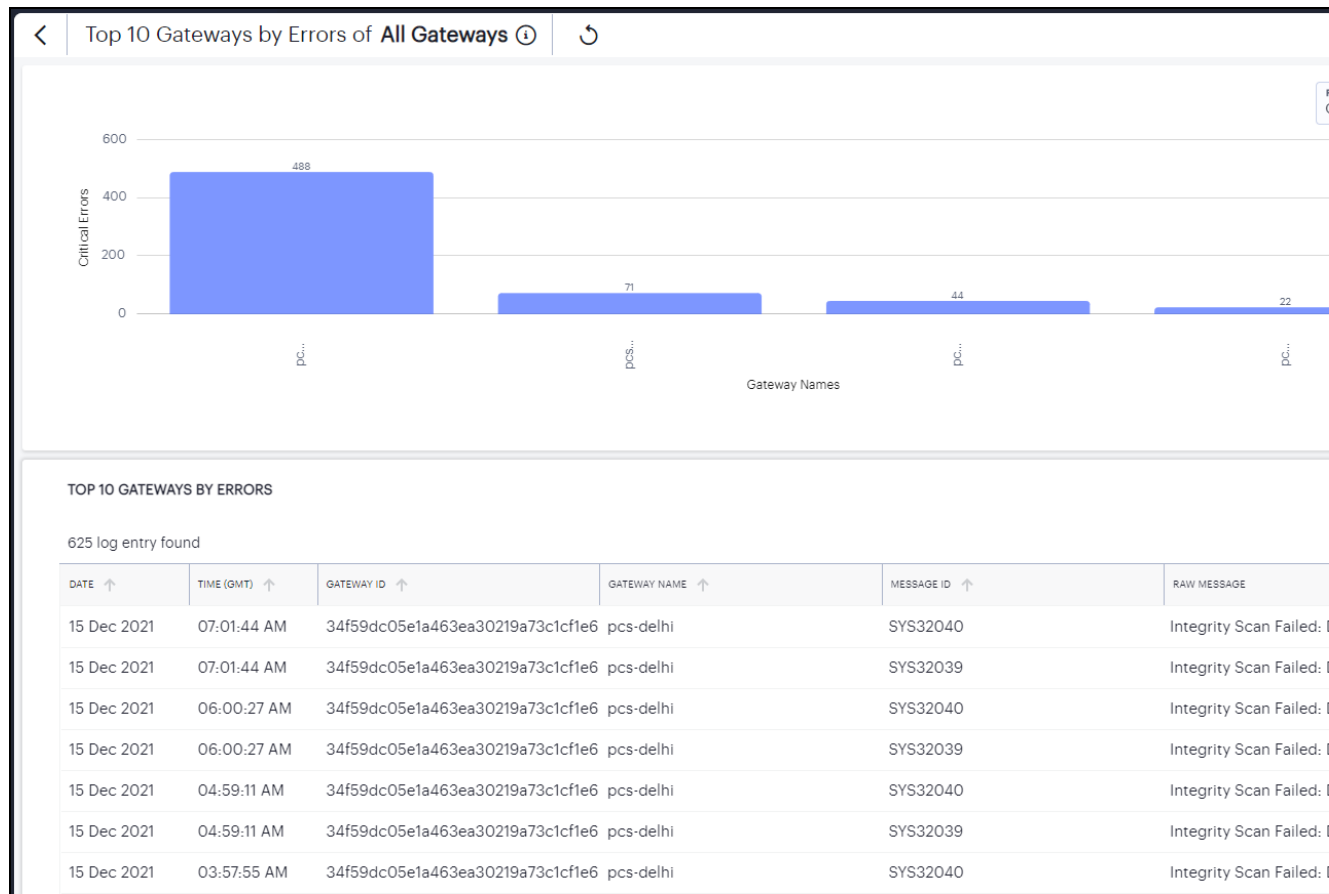 Top 10 Gateways by Errors of All Gateways
600
400
200
0
Critical Errors
488
71
44
22
pc...
pcs...
pc...
pc...
Gateway Names
TOP 10 GATEWAYS BY ERRORS
625 log entry found
DATE TIME (GMT) GATEWAY ID GATEWAY NAME MESSAGE ID RAW MESSAGE
15 Dec 2021 07:01:44 AM 34f59dc05e1a463ea30219a73c1cf1e6 pcs-delhi SYS32040 Integrity Scan Failed:
15 Dec 2021 07:01:44 AM 34f59dc05e1a463ea30219a73c1cf1e6 pcs-delhi SYS32039 Integrity Scan Failed:
15 Dec 2021 06:00:27 AM 34f59dc05e1a463ea30219a73c1cf1e6 pcs-delhi SYS32040 Integrity Scan Failed:
15 Dec 2021 06:00:27 AM 34f59dc05e1a463ea30219a73c1cf1e6 pcs-delhi SYS32039 Integrity Scan Failed:
15 Dec 2021 04:59:11 AM 34f59dc05e1a463ea30219a73c1cf1e6 pcs-delhi SYS32040 Integrity Scan Failed:
15 Dec 2021 04:59:11 AM 34f59dc05e1a463ea30219a73c1cf1e6 pcs-delhi SYS32039 Integrity Scan Failed:
15 Dec 2021 03:57:55 AM 34f59dc05e1a463ea30219a73c1cf1e6 pcs-delhi SYS32040 Integrity Scan Failed: